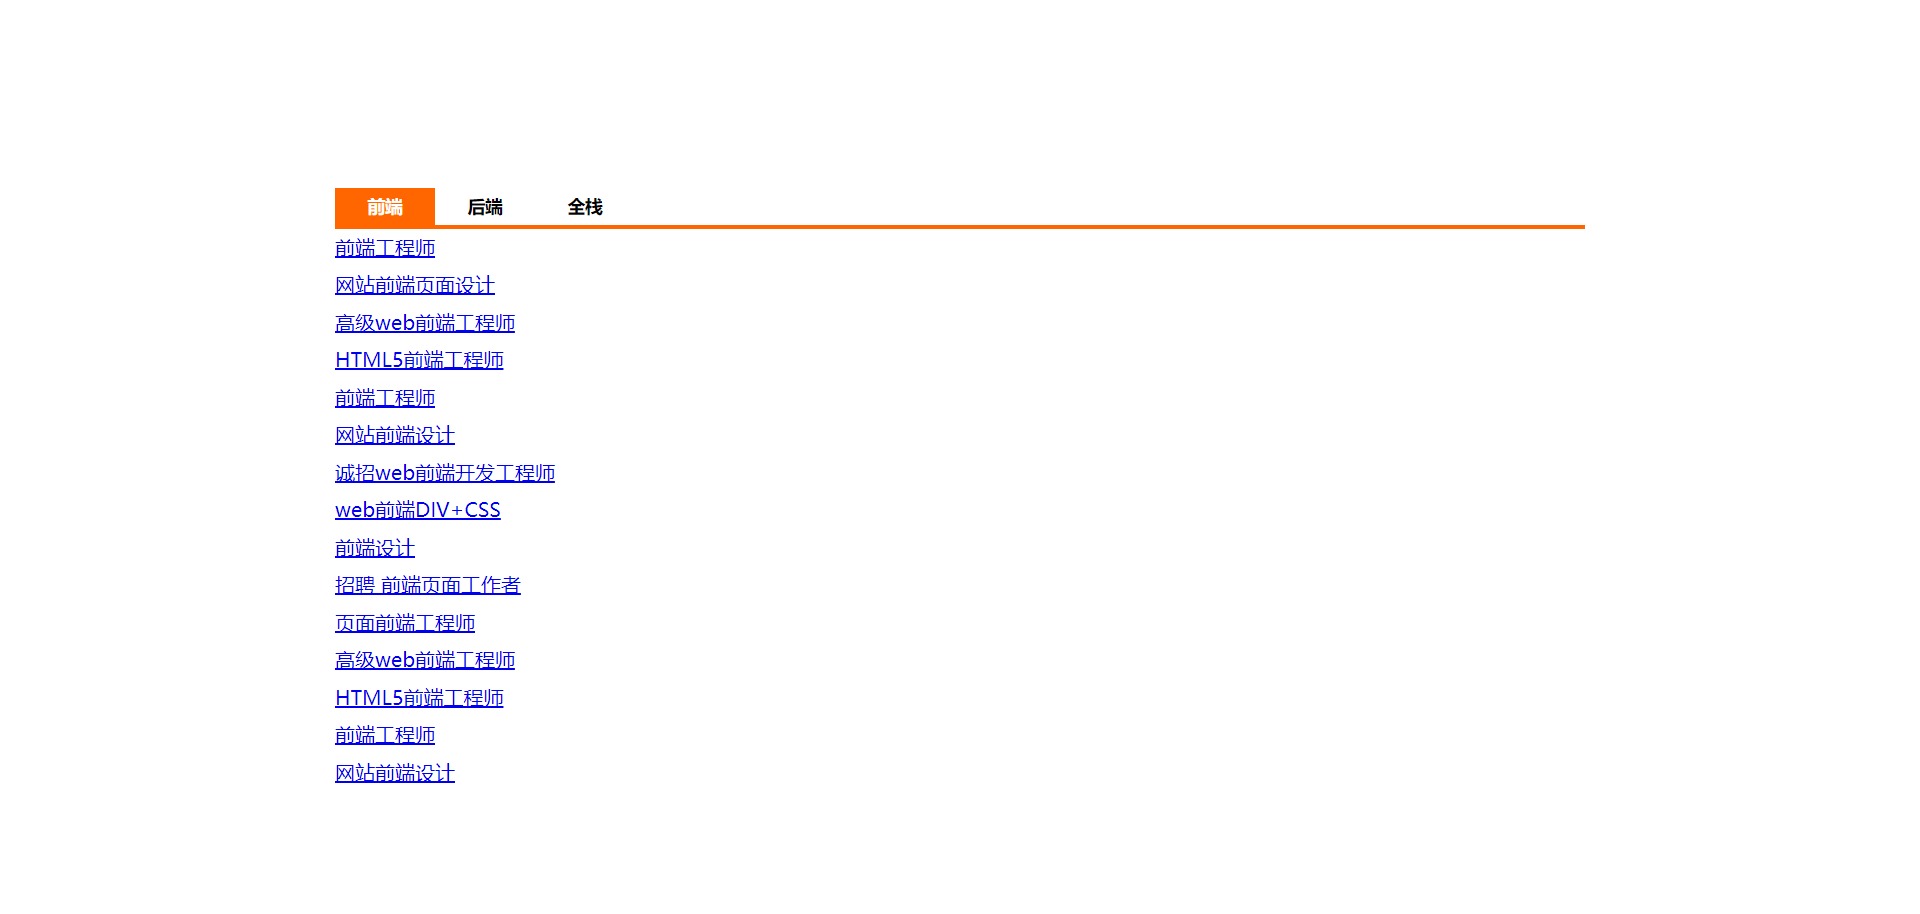 前端 后端 全栈
前端工程师
网站前端页面设计
高级web前端工程师
HTML5前端工程师
前端工程师
网站前端设计
诚招web前端开发工程师
web前端DIV+CSS
前端设计
招聘 前端页面工作者
页面前端工程师
高级web前端工程师
HTML5前端工程师
前端工程师
网站前端设计